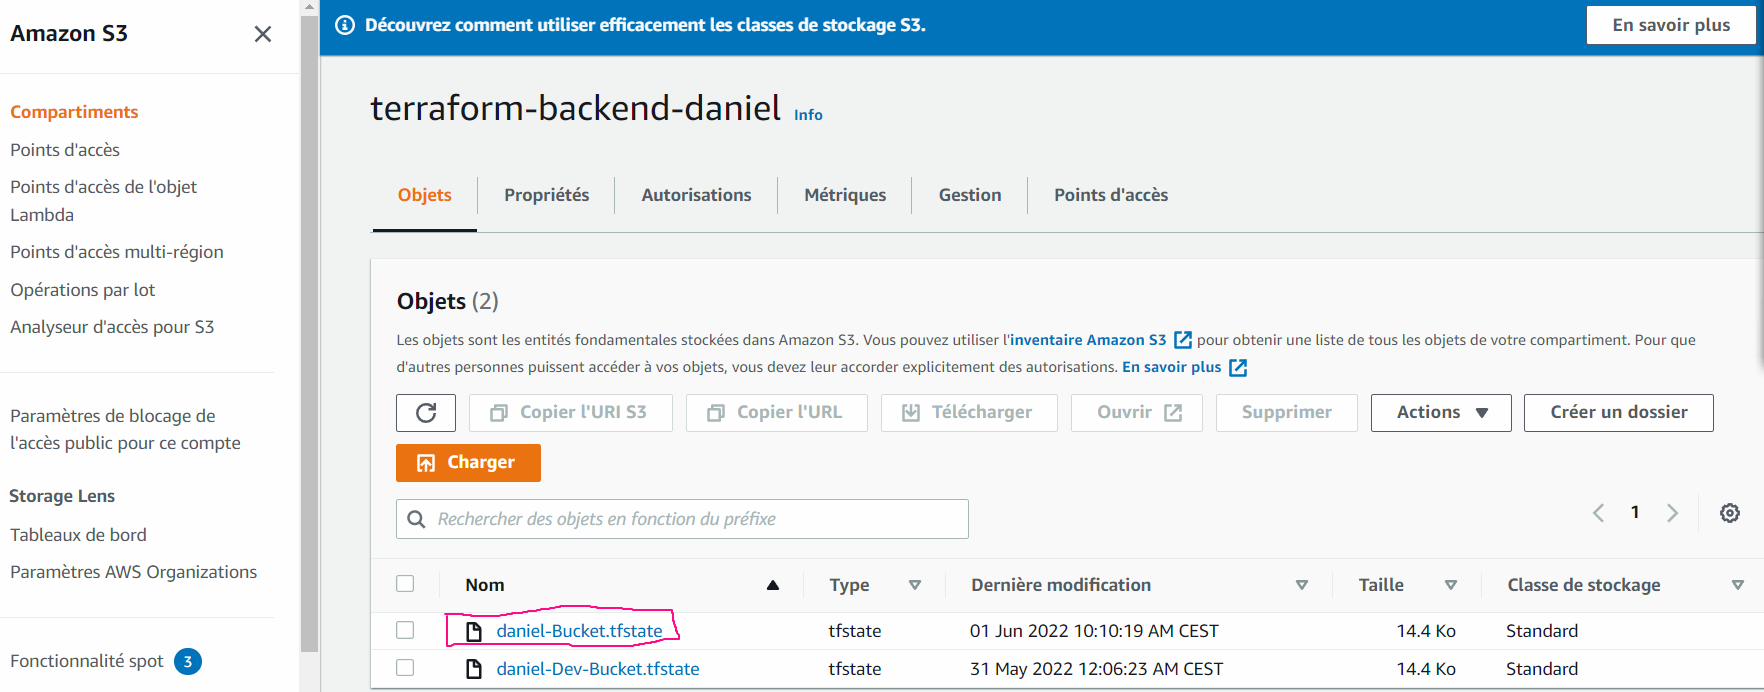 Amazon S3
Compartiments
Points d'accès
Points d'accès de l'objet
Lambda
Points d'accès multi-région
Opérations par lot
Analyseur d'accès pour S3
Paramètres de blocage de
l'accès public pour ce compte
Storage Lens
Tableaux de bord
Paramètres AWS Organizations
Fonctionnalité spot 3
Découvrez comment utiliser efficacement les classes de stockage S3.
En savoir plus
terraform-backend-daniel Info
Objets Propriétés Autorisations Métriques Gestion Points d'accès
Objets (2)
Les objets sont les entités fondamentales stockées dans Amazon S3. Vous pouvez utiliser l'inventaire Amazon S3 pour obtenir une liste de tous les objets de votre compartiment. Pour que
d'autres personnes puissent accéder à vos objets, vous devez leur accorder explicitement des autorisations. En savoir plus
Copier l'URI S3 Copier l'URL Télécharger Ouvrir Supprimer Actions Créer un dossier
Charger
Rechercher des objets en fonction du préfixe
1
Nom Type Dernière modification Taille Classe de stockage
daniel-Bucket.tfstate tfstate 01 Jun 2022 10:10:19 AM CEST 14.4 Ko Standard
daniel-Dev-Bucket.tfstate tfstate 31 May 2022 12:06:23 AM CEST 14.4 Ko Standard